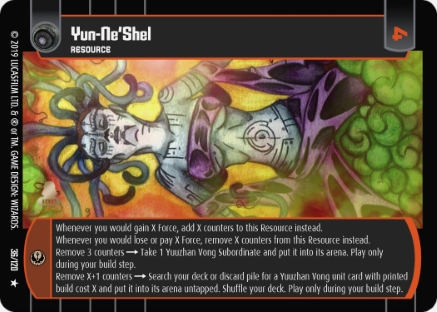 Yun-Ne'Shel
RESOURCE
4
Whenever you would gain X Force, add X counters to this Resource instead.
Whenever you would lose or pay X Force, remove X counters from this Resource instead.
Remove 3 counters → Take 1 Yuuzhan Vong Subordinate and put it into its arena. Play only
during your build step.
Remove X+1 counters → Search your deck or discard pile for a Yuuzhan Vong unit card with printed
build cost X and put it into its arena untapped. Shuffle your deck. Play only during your build step.
© 2019 LUCASFILM LTD. & ® or TM. GAME DESIGN: WIZARDS.